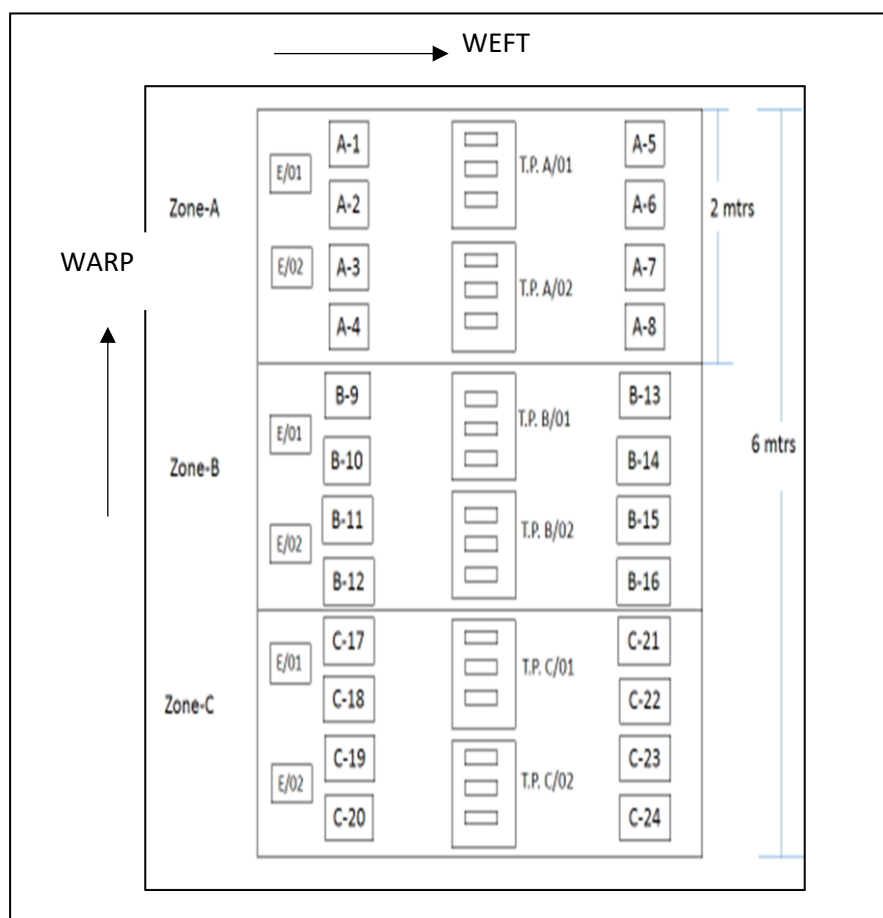 WEFT
WARP
Zone-A
E/01
A-1
T.P. A/01
A-5
A-2
A-6
2 mtrs
E/02
A-3
T.P. A/02
A-7
A-4
A-8
Zone-B
E/01
B-9
T.P. B/01
B-13
B-10
B-14
6 mtrs
E/02
B-11
T.P. B/02
B-15
B-12
B-16
Zone-C
E/01
C-17
T.P. C/01
C-21
C-18
C-22
E/02
C-19
T.P. C/02
C-23
C-20
C-24